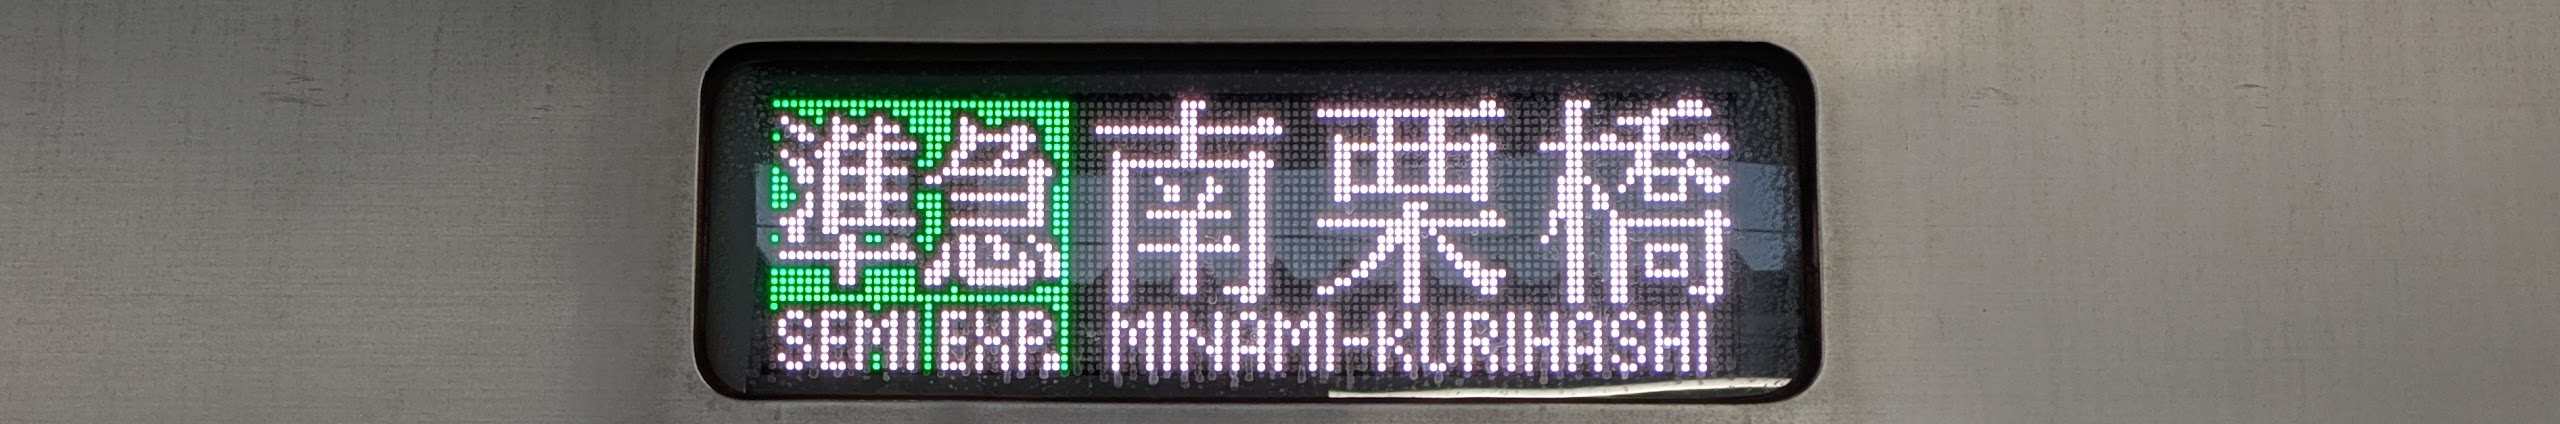 準急 南栗橋
SEMI EXP. MINAMI-KURIHASHI